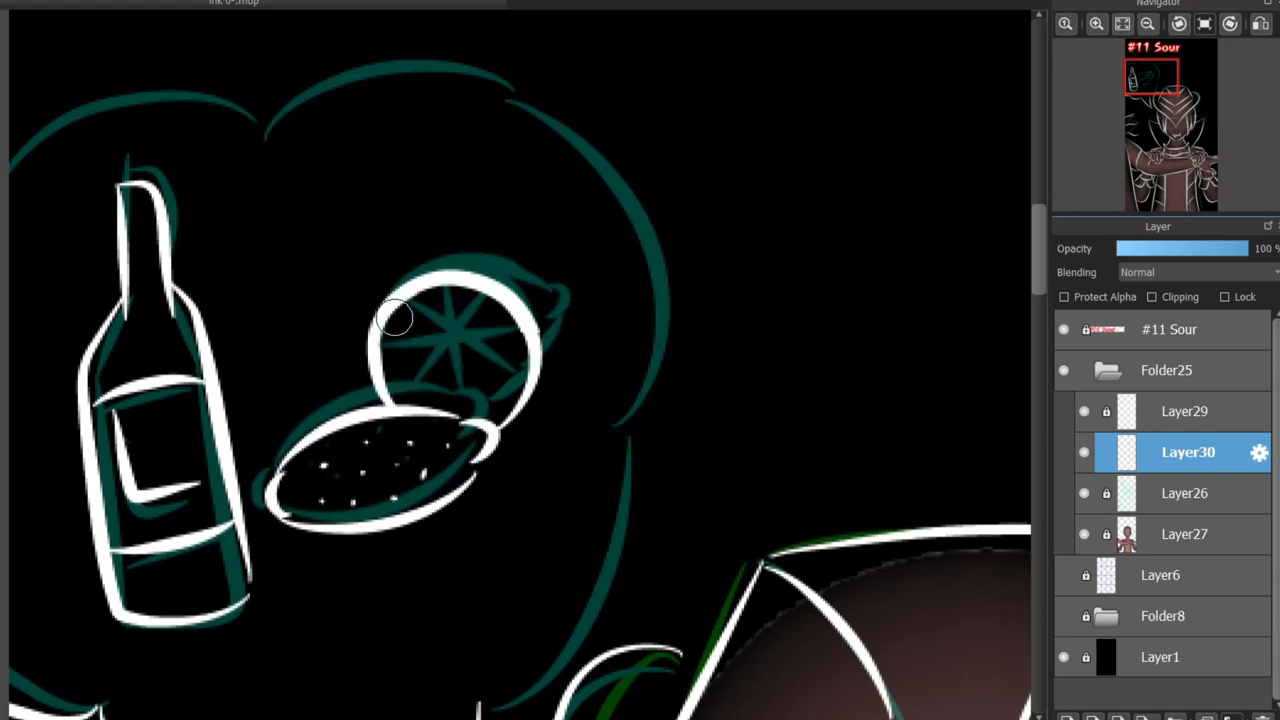 ink 6*.mdp
Navigator
#11 Sour
Layer
Opacity 100 %
Blending Normal
Protect Alpha Clipping Lock
#11 Sour
Folder25
Layer29
Layer30
Layer26
Layer27
Layer6
Folder8
Layer1